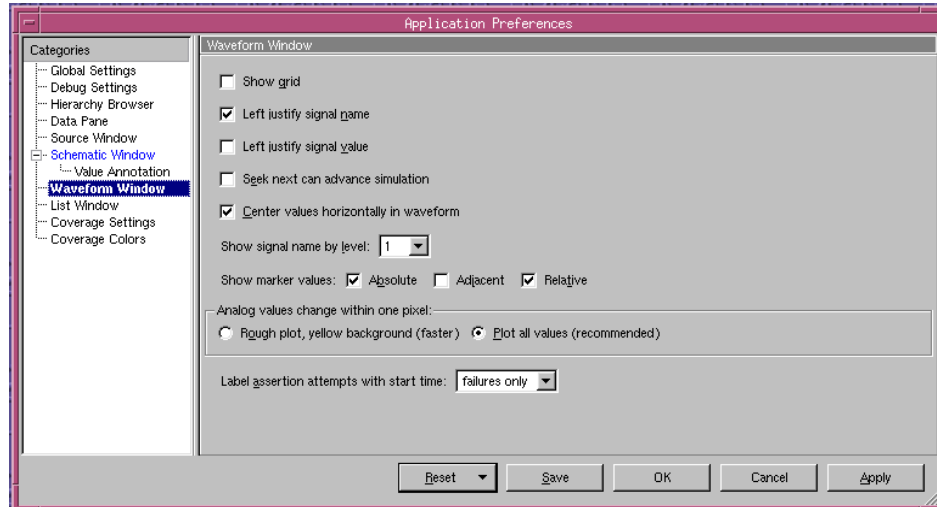 Application Preferences
Categories
Global Settings
Debug Settings
Hierarchy Browser
Data Pane
Source Window
Schematic Window
Value Annotation
Waveform Window
List Window
Coverage Settings
Coverage Colors
Waveform Window
Show grid
Left justify signal name
Left justify signal value
Seek next can advance simulation
Center values horizontally in waveform
Show signal name by level: 1
Show marker values: Absolute Adjacent Relative
Analog values change within one pixel:
Rough plot, yellow background (faster) Plot all values (recommended)
Label assertion attempts with start time: failures only
Reset Save OK Cancel Apply